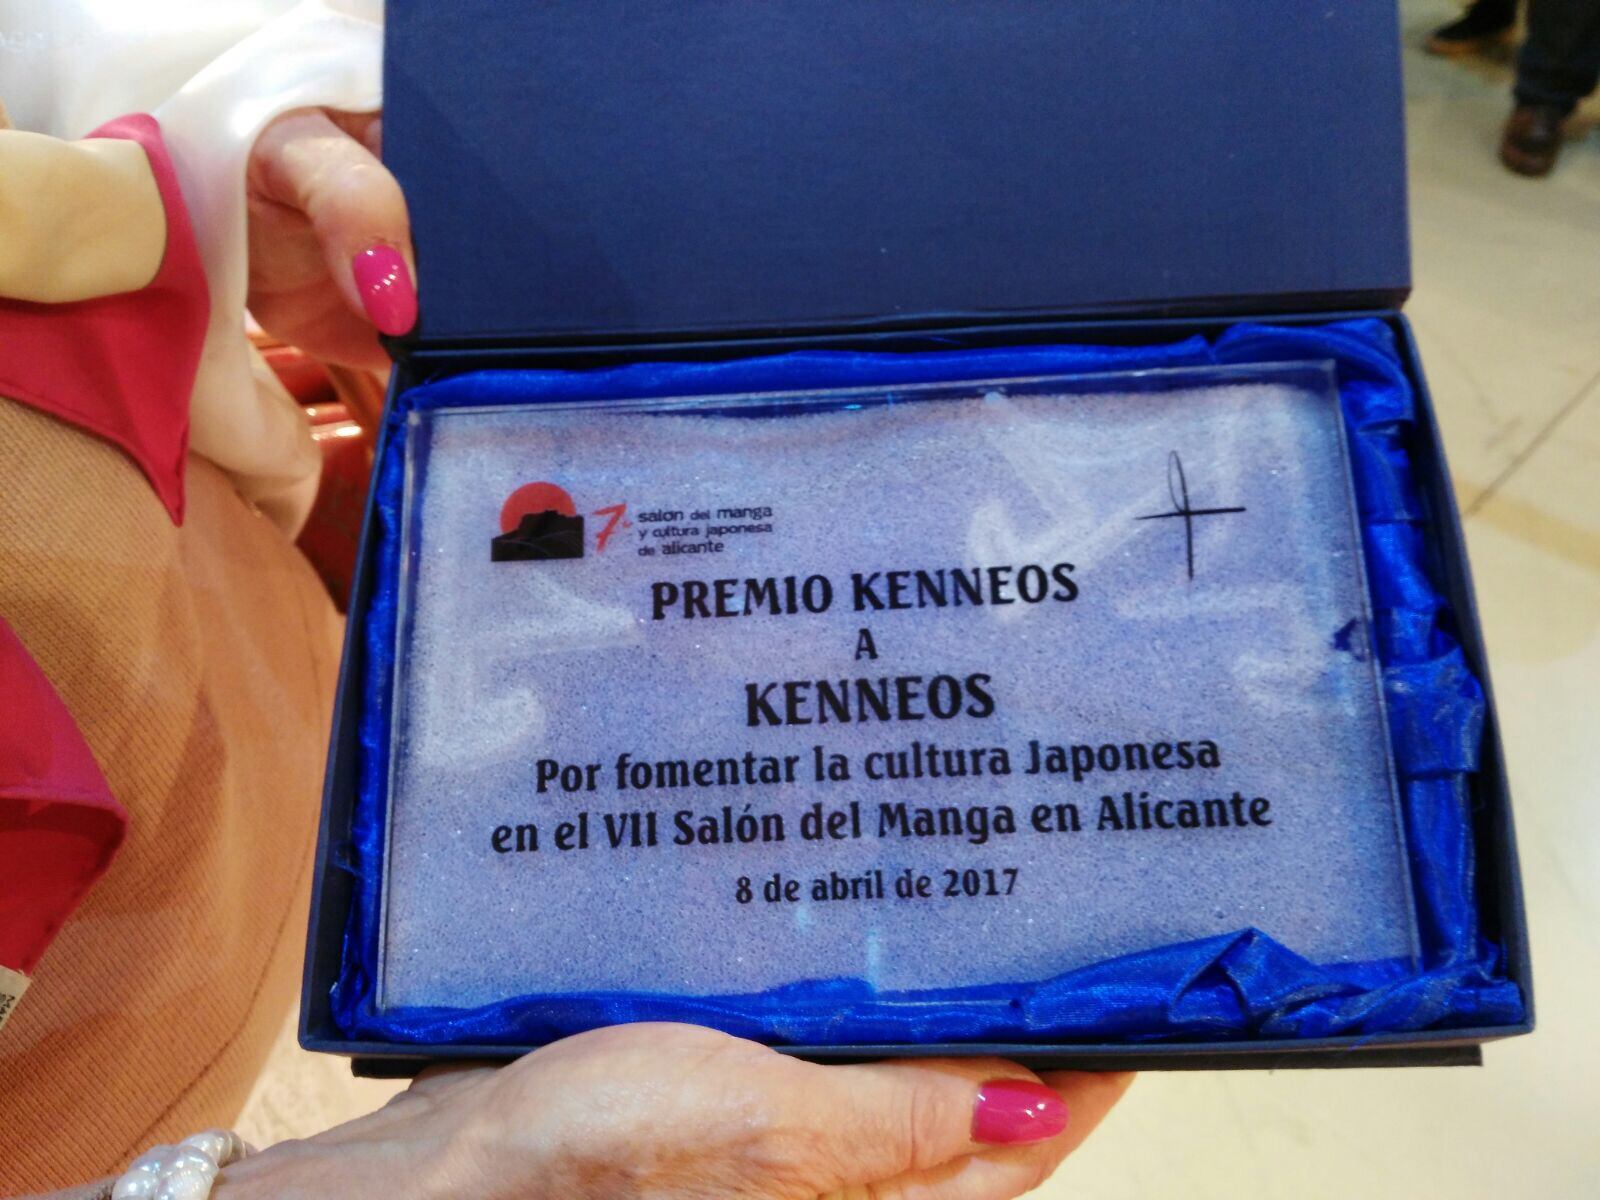 7º salón del manga
y cultura japonesa
de alicante
PREMIO KENNEOS
A
KENNEOS
Por fomentar la cultura Japonesa
en el VII Salón del Manga en Alicante
8 de abril de 2017